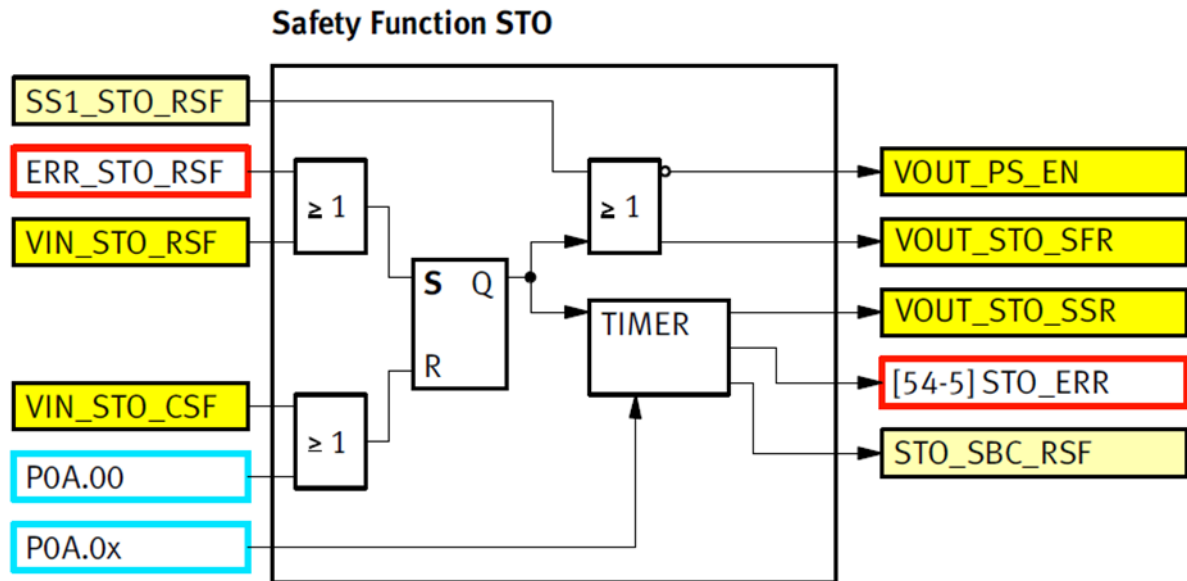 Safety Function STO
SS1_STO_RSF
ERR_STO_RSF
VIN_STO_RSF
VIN_STO_CSF
P0A.00
P0A.0x
≥ 1
≥ 1
S Q
R
≥ 1
TIMER
VOUT_PS_EN
VOUT_STO_SFR
VOUT_STO_SSR
[54-5] STO_ERR
STO_SBC_RSF